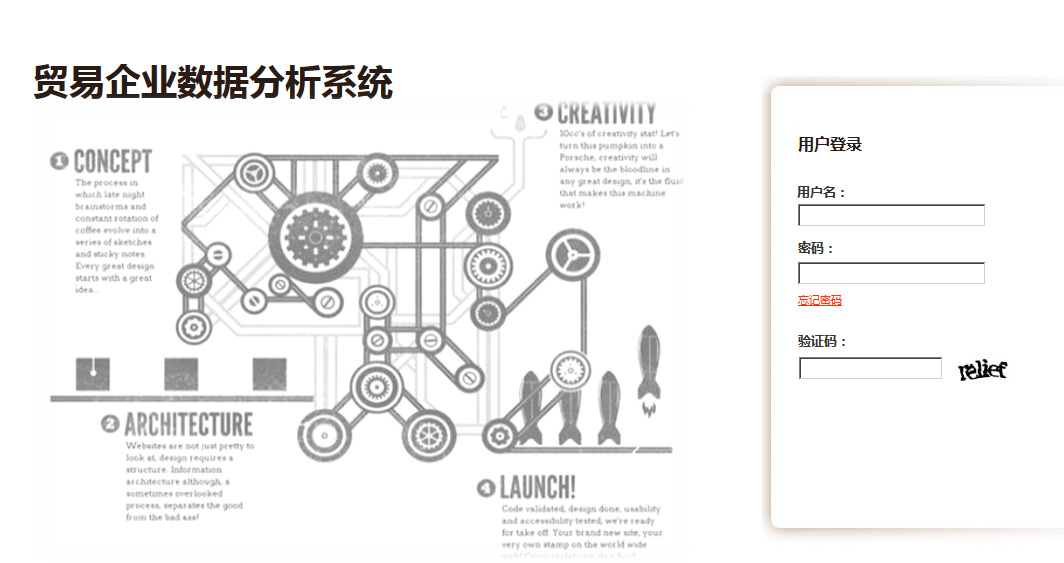 贸易企业数据分析系统
1 CONCEPT
The process in
which late night
brainstorms and
constant rotation of
coffee evolve into a
series of sketches
and sticky notes
Every great design
starts with a great
idea...
3 CREATIVITY
10cc's of creativity stat! Let's
turn this pumpkin into a
Porsche, creativity will
always be the bloodline in
any great design, it's the fluid
that makes this machine
work!
2 ARCHITECTURE
Websites are not just pretty to
look at, design requires a
structure. Information
architecture although, a
sometimes overlooked
process, separates the good
from the bad ass!
4 LAUNCH!
Code validated, design done, usability
and accessibility tested, we're ready
for take off. Your brand new site, your
very own stamp on the world wide
用户登录
用户名：
密码：
忘记密码
验证码：
relief